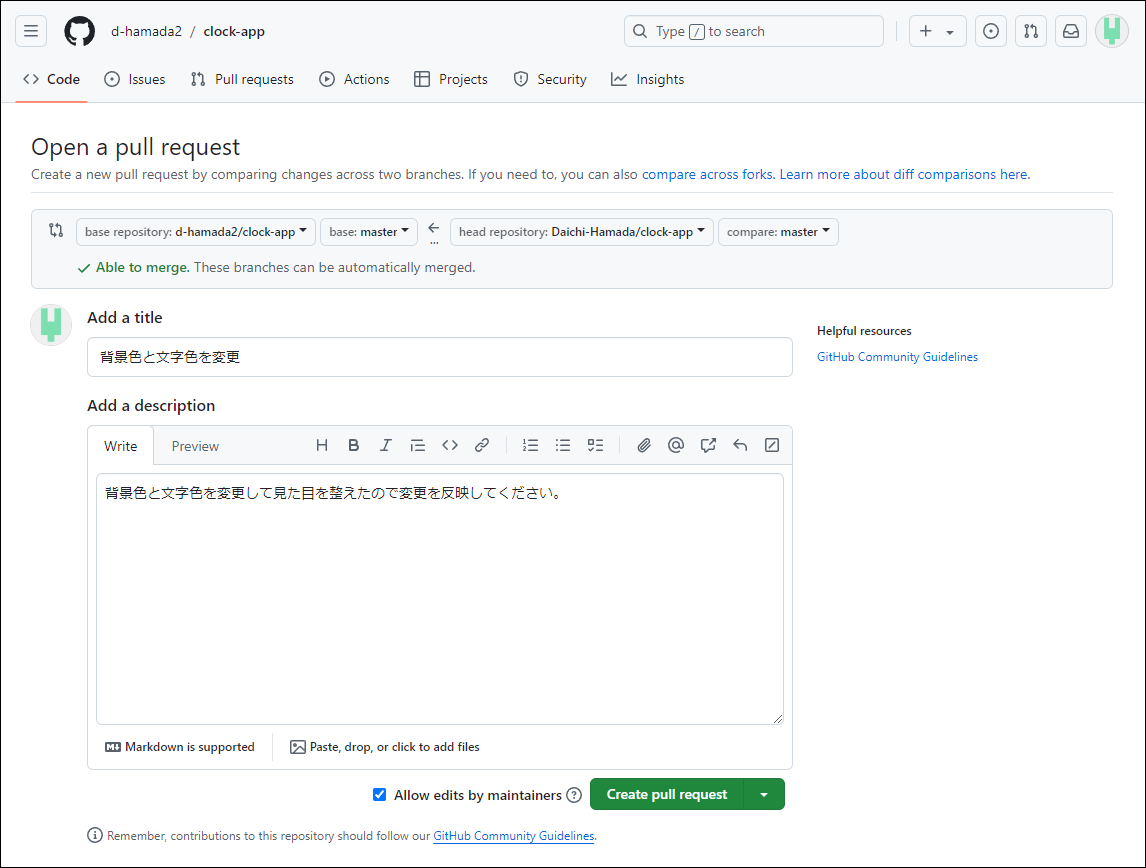 d-hamada2 / clock-app
Type / to search
Code Issues Pull requests Actions Projects Security Insights
Open a pull request
Create a new pull request by comparing changes across two branches. If you need to, you can also compare across forks. Learn more about diff comparisons here.
base repository: d-hamada2/clock-app base: master ... head repository: Daichi-Hamada/clock-app compare: master
Able to merge. These branches can be automatically merged.
Add a title
背景色と文字色を変更
Helpful resources
GitHub Community Guidelines
Add a description
Write Preview
背景色と文字色を変更して見た目を整えたので変更を反映してください。
Markdown is supported Paste, drop, or click to add files
Allow edits by maintainers Create pull request
Remember, contributions to this repository should follow our GitHub Community Guidelines.